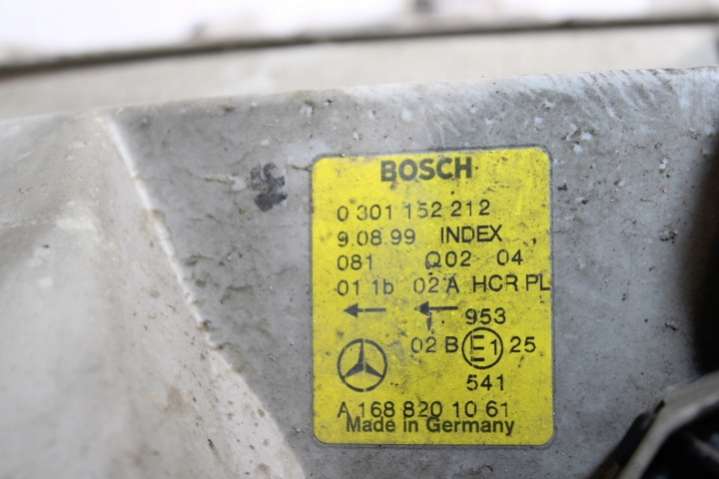 BOSCH
0 301 152 212
9.08.99 INDEX
081 Q02 04
01 1b 02 A HCR PL
953
02 B E1 25
541
A 168 820 10 61
Made in Germany